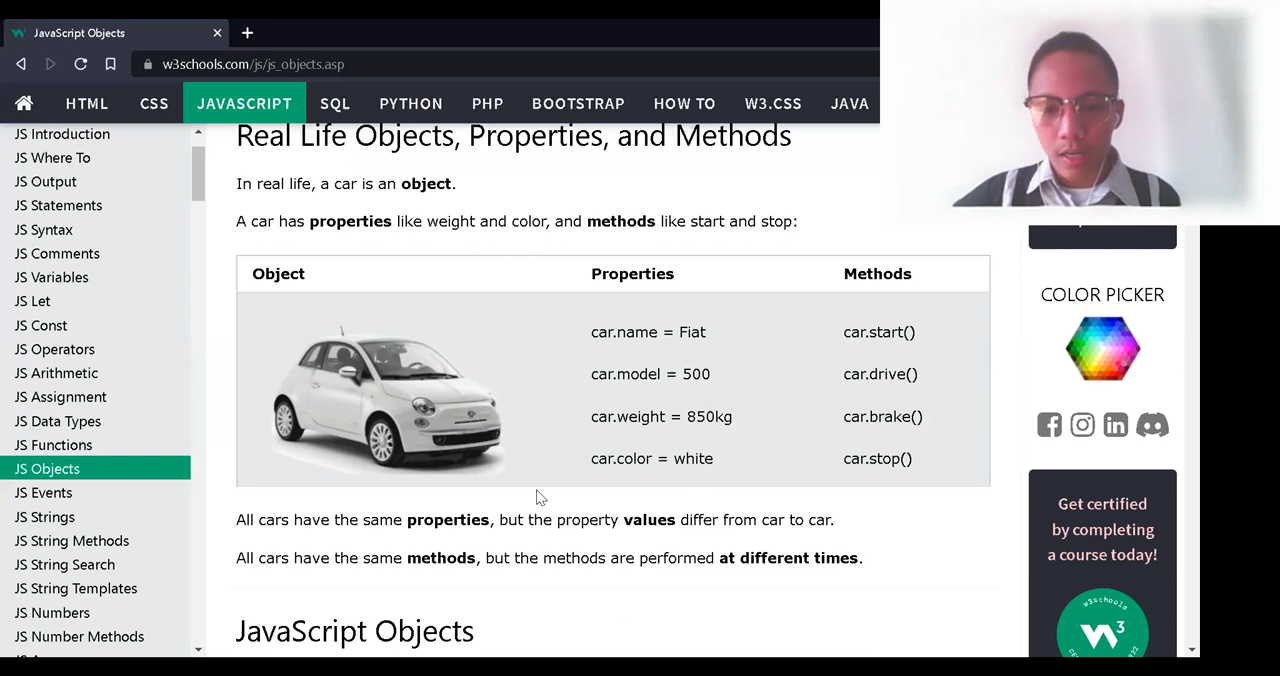 JavaScript Objects
w3schools.com/js/js_objects.asp
HTML CSS JAVASCRIPT SQL PYTHON PHP BOOTSTRAP HOW TO W3.CSS JAVA
JS Introduction
JS Where To
JS Output
JS Statements
JS Syntax
JS Comments
JS Variables
JS Let
JS Const
JS Operators
JS Arithmetic
JS Assignment
JS Data Types
JS Functions
JS Objects
JS Events
JS Strings
JS String Methods
JS String Search
JS String Templates
JS Numbers
JS Number Methods
Real Life Objects, Properties, and Methods
In real life, a car is an object.
A car has properties like weight and color, and methods like start and stop:
Object Properties Methods
car.name = Fiat car.start()
car.model = 500 car.drive()
car.weight = 850kg car.brake()
car.color = white car.stop()
All cars have the same properties, but the property values differ from car to car.
All cars have the same methods, but the methods are performed at different times.
JavaScript Objects
COLOR PICKER
Get certified
by completing
a course today!
w3schools
W3